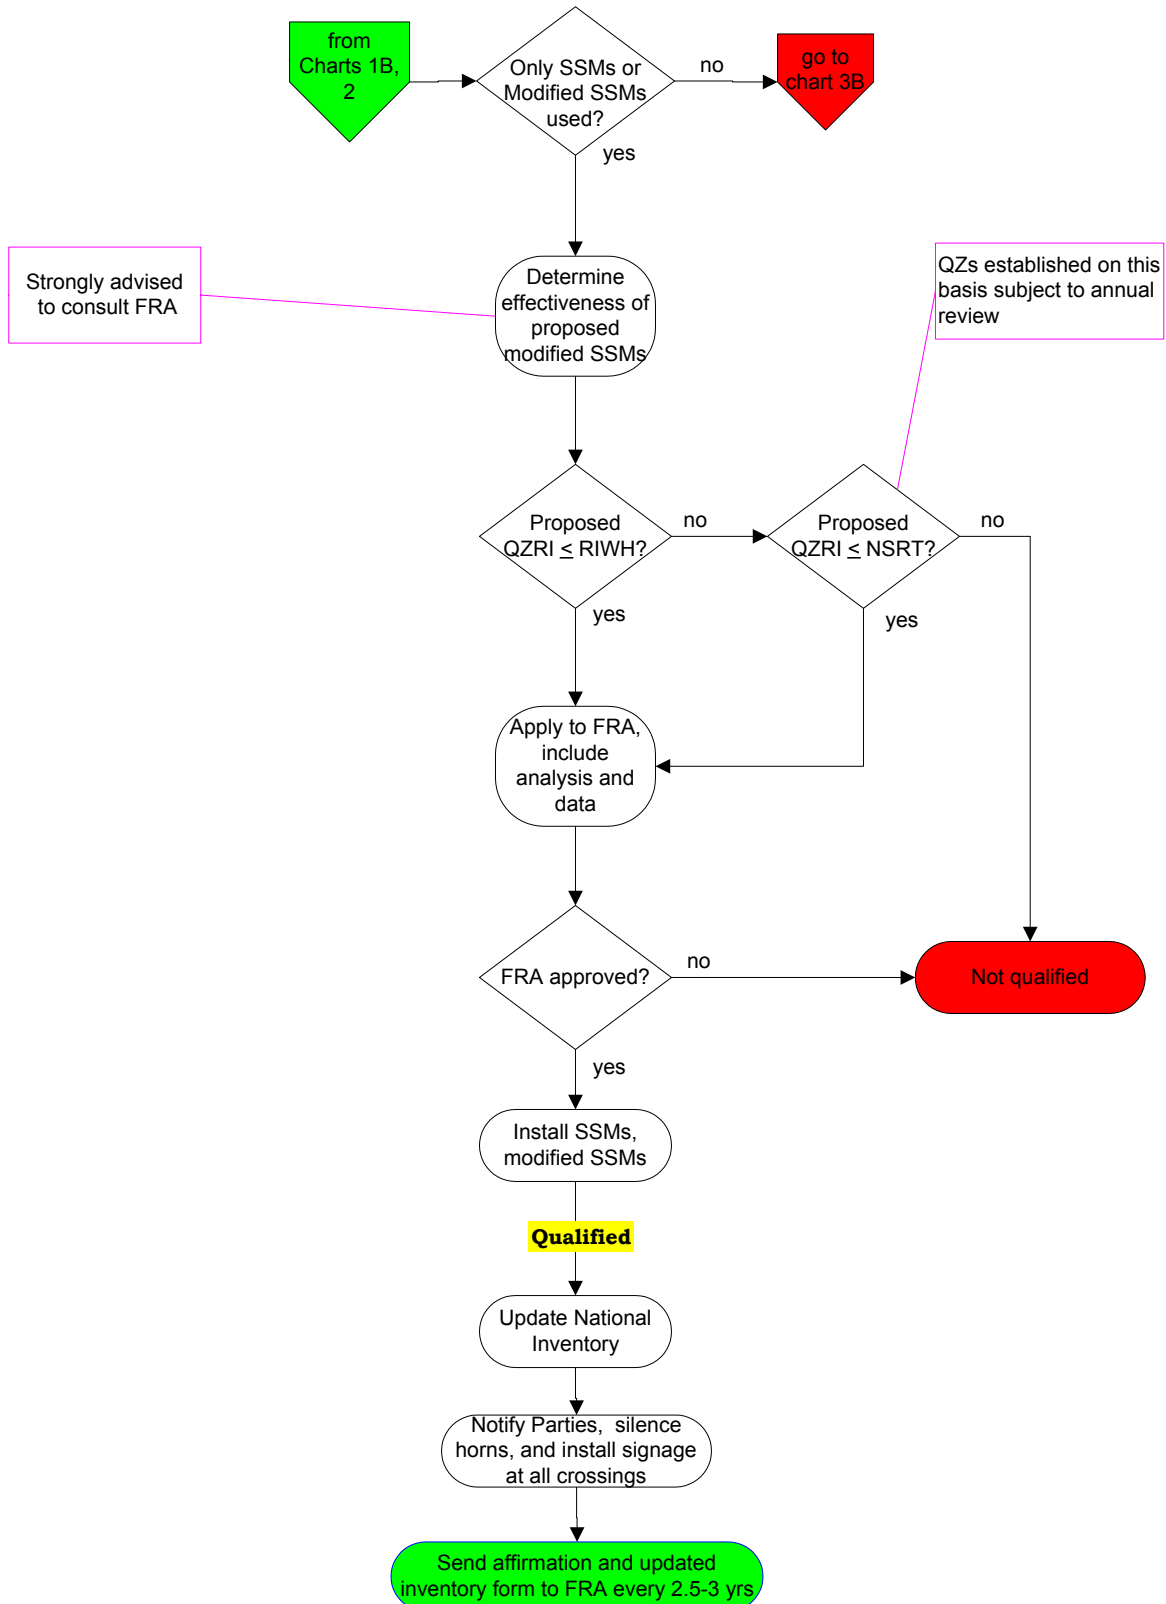 from
Charts 1B,
2
Only SSMs or
Modified SSMs
used?
no
go to
chart 3B
yes
Strongly advised
to consult FRA
Determine
effectiveness of
proposed
modified SSMs
QZs established on this
basis subject to annual
review
Proposed
QZRI ≤ RIWH?
no
Proposed
QZRI ≤ NSRT?
no
yes
yes
Apply to FRA,
include
analysis and
data
FRA approved?
no
Not qualified
yes
Install SSMs,
modified SSMs
Qualified
Update National
Inventory
Notify Parties, silence
horns, and install signage
at all crossings
Send affirmation and updated
inventory form to FRA every 2.5-3 yrs